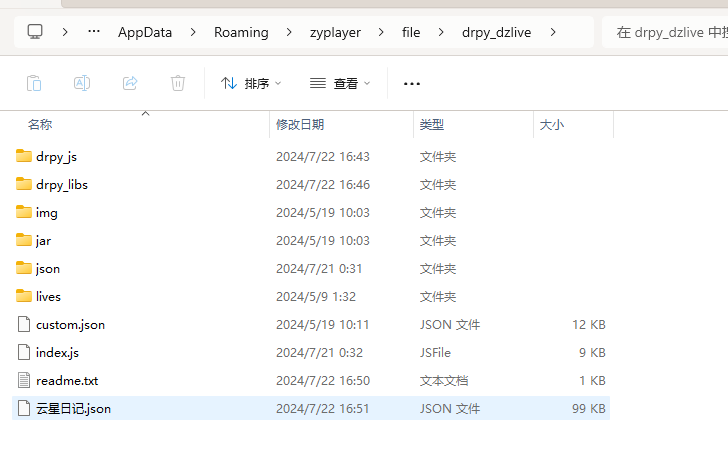 ··· AppData Roaming zyplayer file drpy_dzlive 在 drpy_dzlive 中
排序 查看 ···
名称 修改日期 类型 大小
drpy_js 2024/7/22 16:43 文件夹
drpy_libs 2024/7/22 16:46 文件夹
img 2024/5/19 10:03 文件夹
jar 2024/5/19 10:03 文件夹
json 2024/7/21 0:31 文件夹
lives 2024/5/9 1:32 文件夹
custom.json 2024/5/19 10:11 JSON 文件 12 KB
index.js 2024/7/21 0:32 JSFile 9 KB
readme.txt 2024/7/22 16:50 文本文档 1 KB
云星日记.json 2024/7/22 16:51 JSON 文件 99 KB